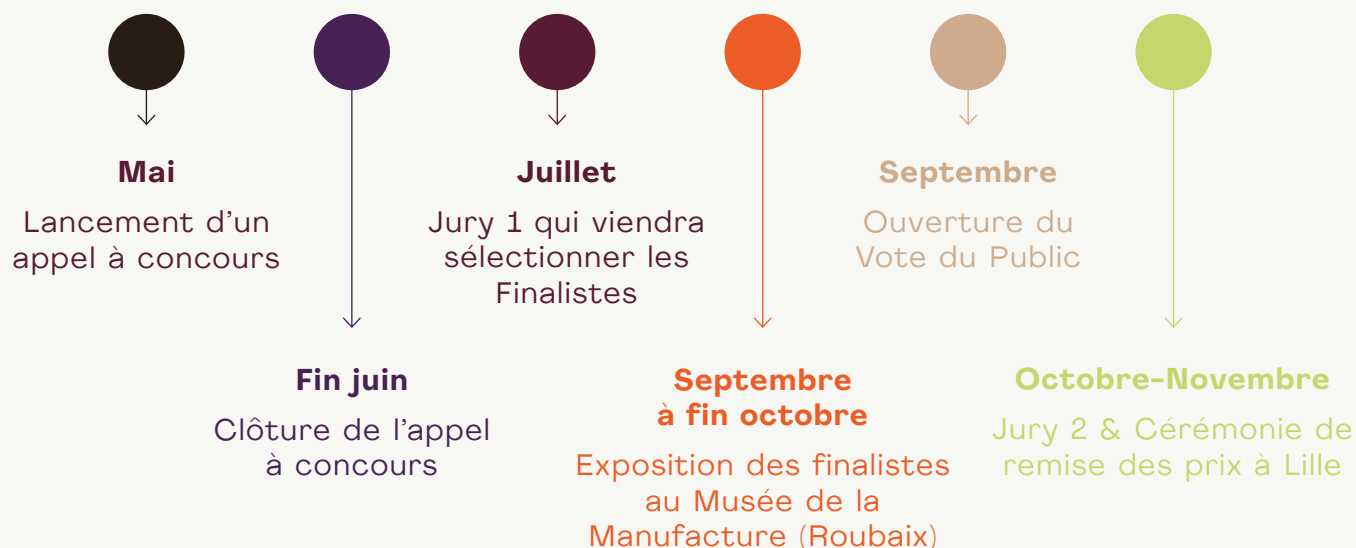 Mai
Lancement d’un
appel à concours
Fin juin
Clôture de l’appel
à concours
Juillet
Jury 1 qui viendra
sélectionner les
Finalistes
Septembre
à fin octobre
Exposition des finalistes
au Musée de la
Manufacture (Roubaix)
Septembre
Ouverture du
Vote du Public
Octobre-Novembre
Jury 2 & Cérémonie de
remise des prix à Lille